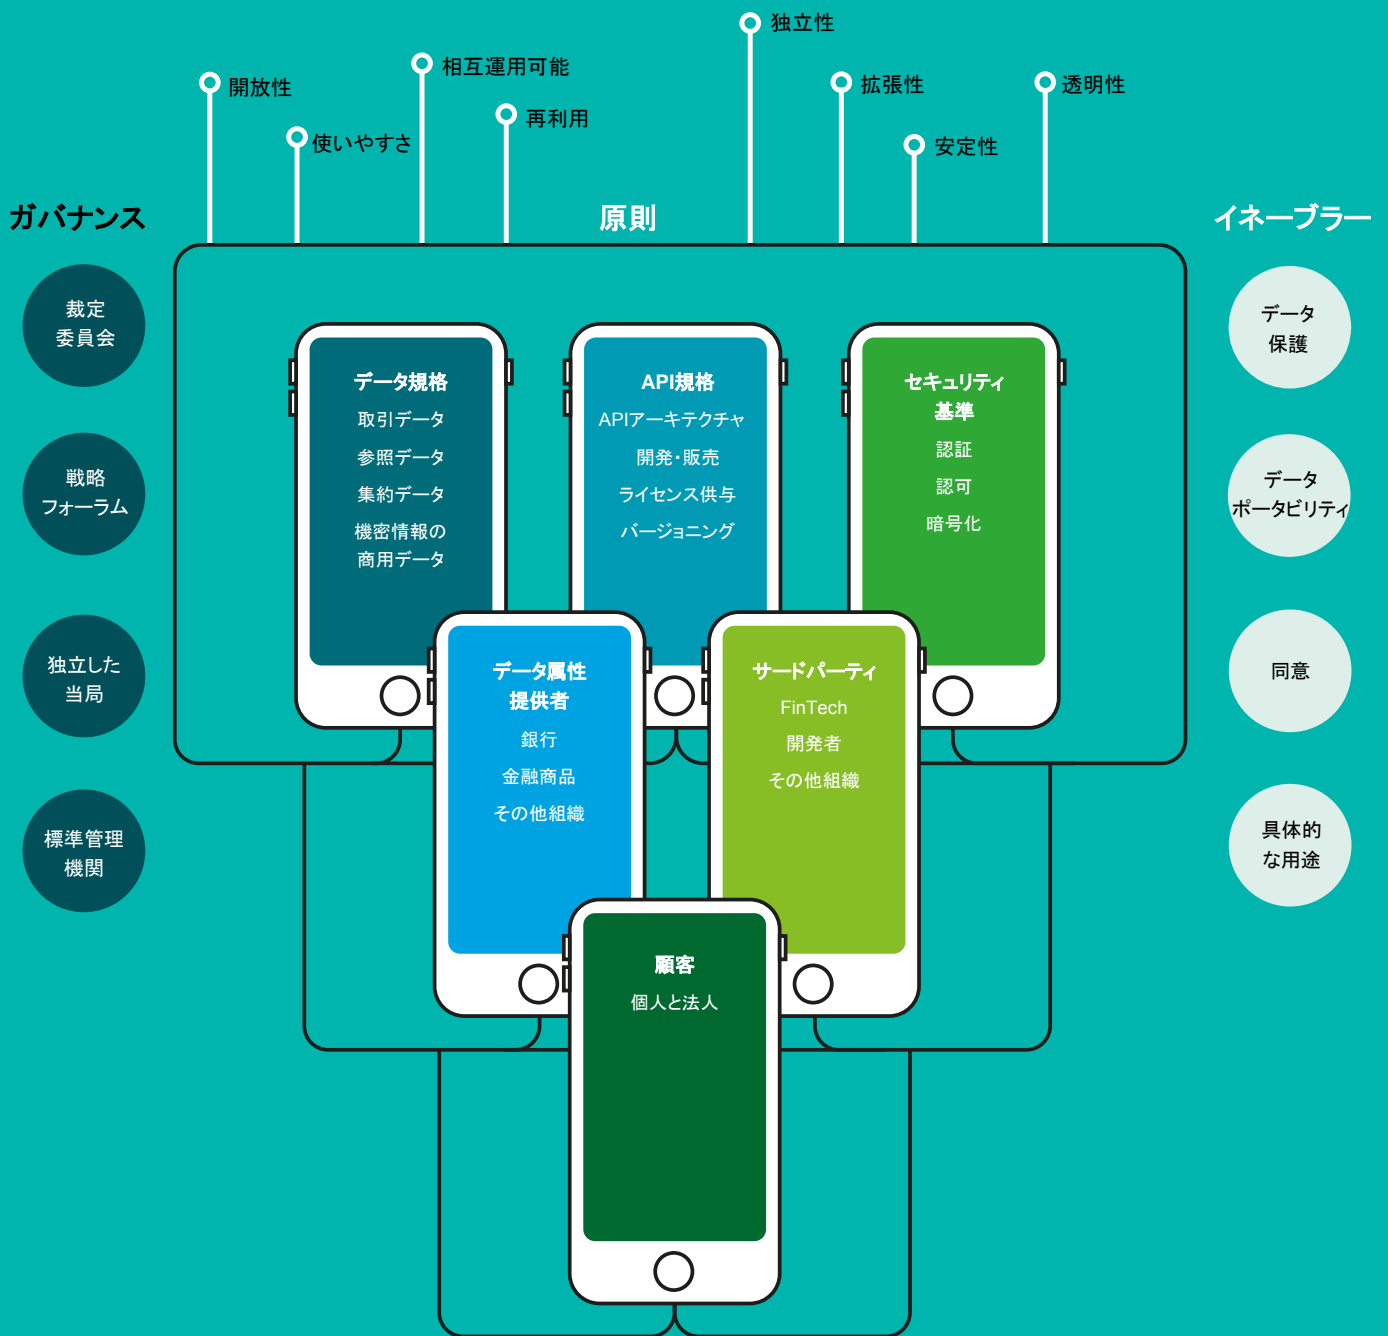 独立性
相互運用可能
開放性
拡張性
透明性
再利用
使いやすさ
安定性
ガバナンス
原則
イネーブラー
裁定
委員会
戦略
フォーラム
独立した
当局
標準管理
機関
データ規格
取引データ
参照データ
集約データ
機密情報の
商用データ
API規格
APIアーキテクチャ
開発・販売
ライセンス供与
バージョニング
セキュリティ
基準
認証
認可
暗号化
データ属性
提供者
銀行
金融商品
その他組織
サードパーティ
FinTech
開発者
その他組織
顧客
個人と法人
データ
保護
データ
ポータビリティ
同意
具体的
な用途